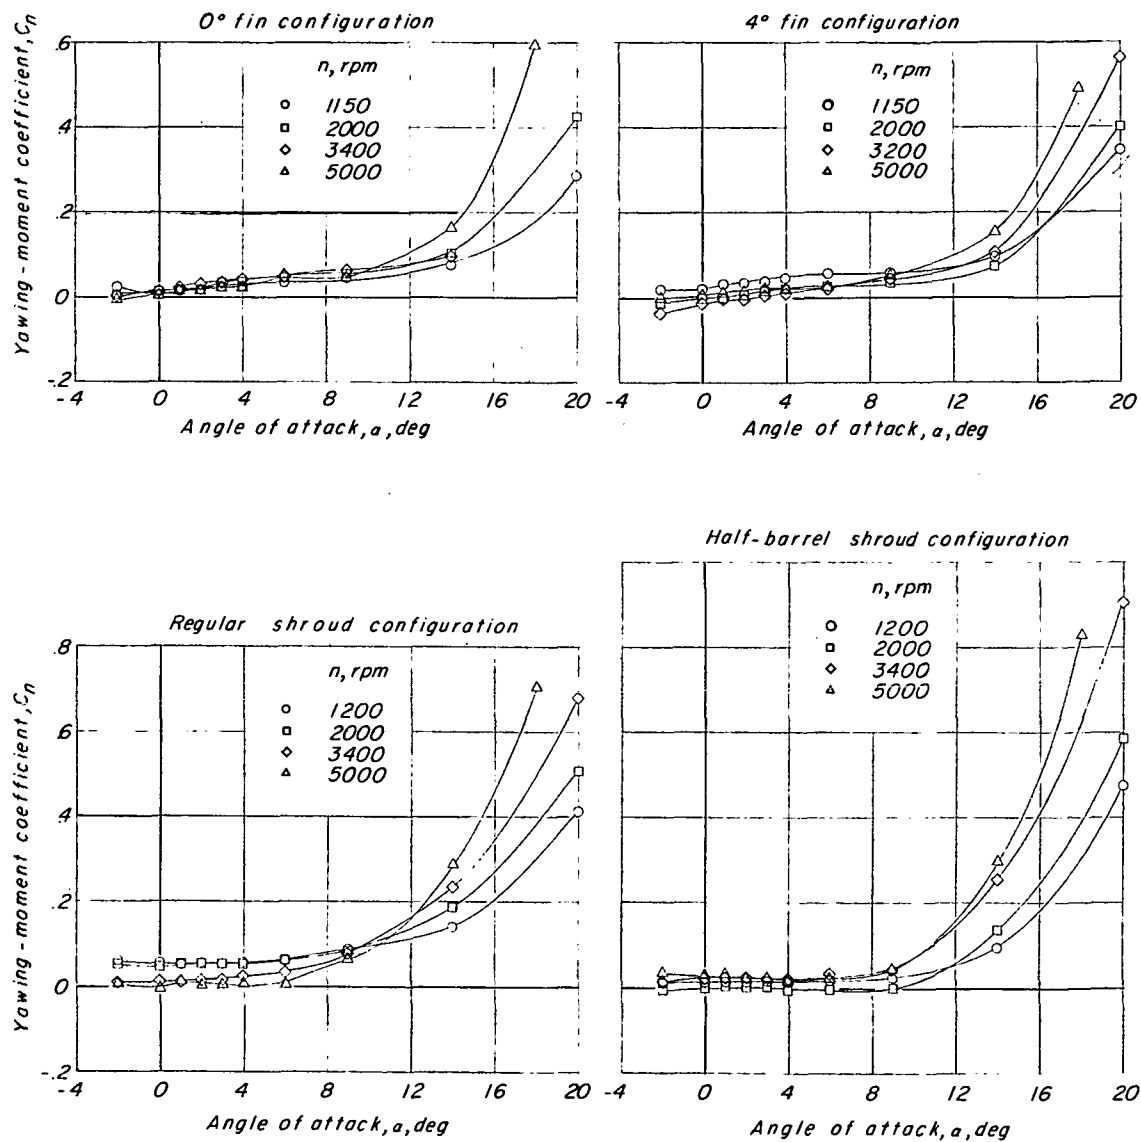 0° fin configuration
Yawing-moment coefficient, Cn
n, rpm
1150
2000
3400
5000
.6
.4
.2
0
-.2
-4 0 4 8 12 16 20
Angle of attack, α, deg
4° fin configuration
n, rpm
1150
2000
3200
5000
-4 0 4 8 12 16 20
Angle of attack, α, deg
Regular shroud configuration
Yawing-moment coefficient, Cn
n, rpm
1200
2000
3400
5000
.8
.6
.4
.2
0
-.2
-4 0 4 8 12 16 20
Angle of attack, α, deg
Half-barrel shroud configuration
n, rpm
1200
2000
3400
5000
-4 0 4 8 12 16 20
Angle of attack, α, deg